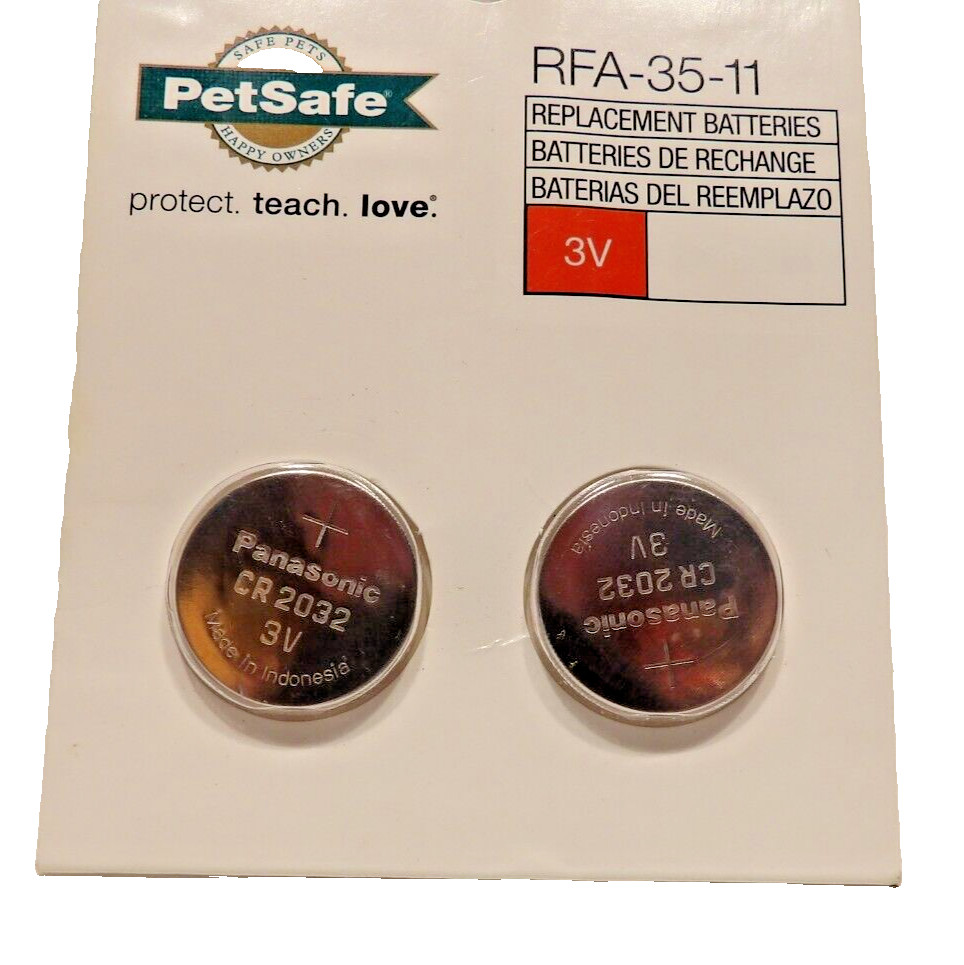 SAFE PETS
PetSafe®
HAPPY OWNERS
protect. teach. love.®
RFA-35-11
REPLACEMENT BATTERIES
BATTERIES DE RECHANGE
BATERIAS DEL REEMPLAZO
3V
+
Panasonic
CR 2032
3V
Made in Indonesia
+
Panasonic
CR 2032
3V
Made in Indonesia